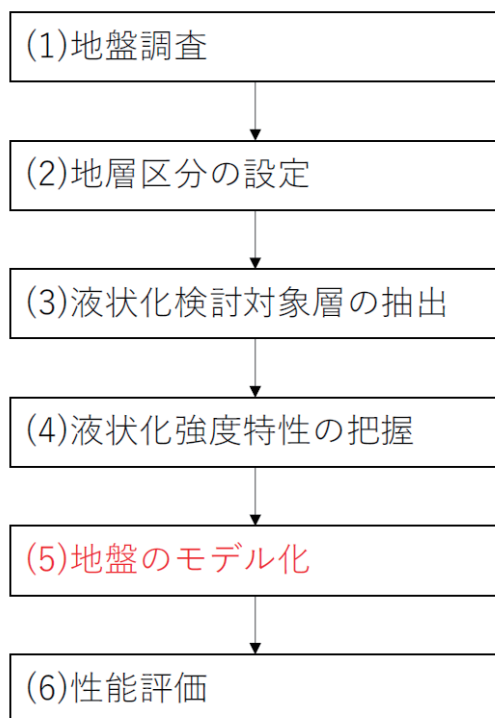 (1)地盤調査
(2)地層区分の設定
(3)液状化検討対象層の抽出
(4)液状化強度特性の把握
(5)地盤のモデル化
(6)性能評価